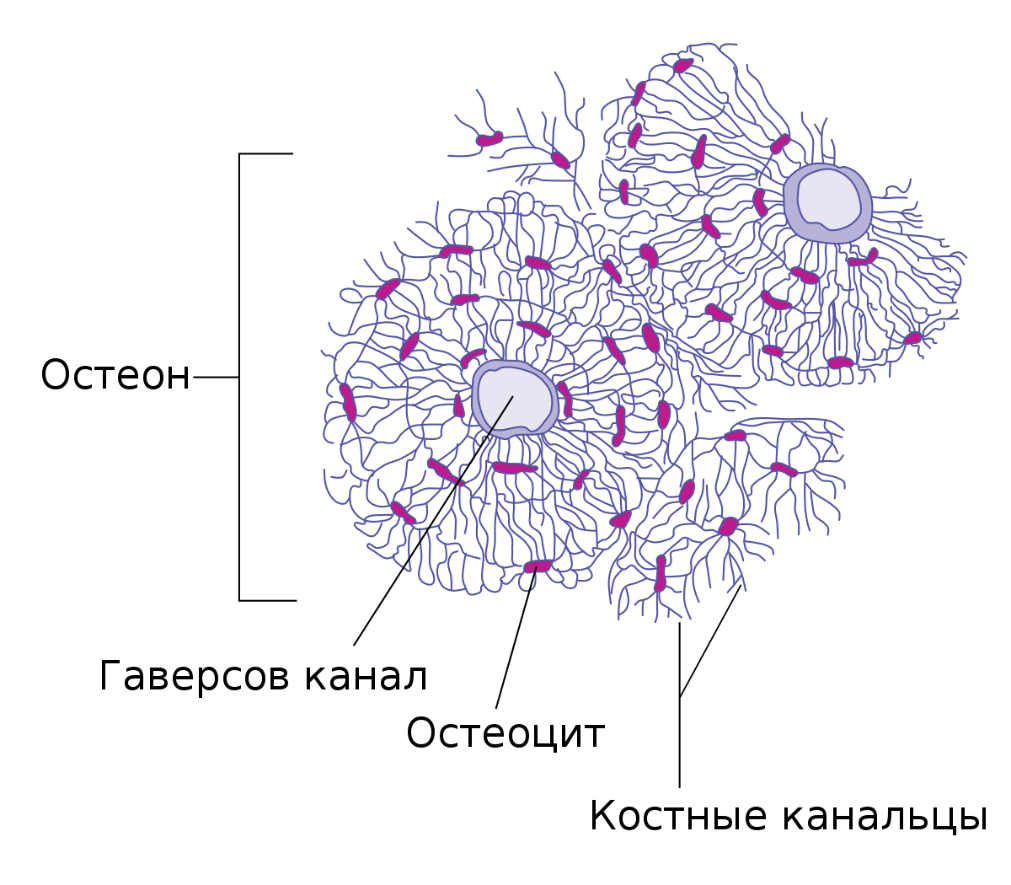 Остеон
Гаверсов канал
Остеоцит
Костные канальцы